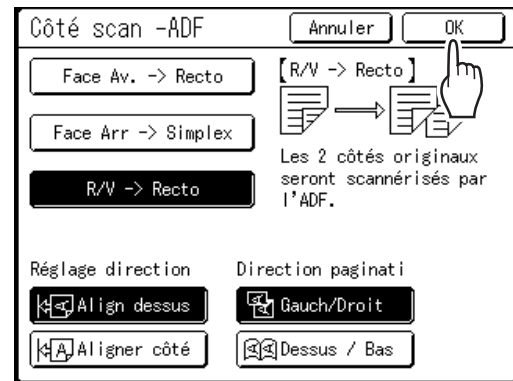 Côté scan -ADF
Annuler
OK
Face Av. -> Recto
Face Arr -> Simplex
R/V -> Recto
【R/V -> Recto】
Les 2 côtés originaux
seront scannérisés par
l'ADF.
Réglage direction
Align dessus
Aligner côté
Direction paginati
Gauch/Droit
Dessus / Bas